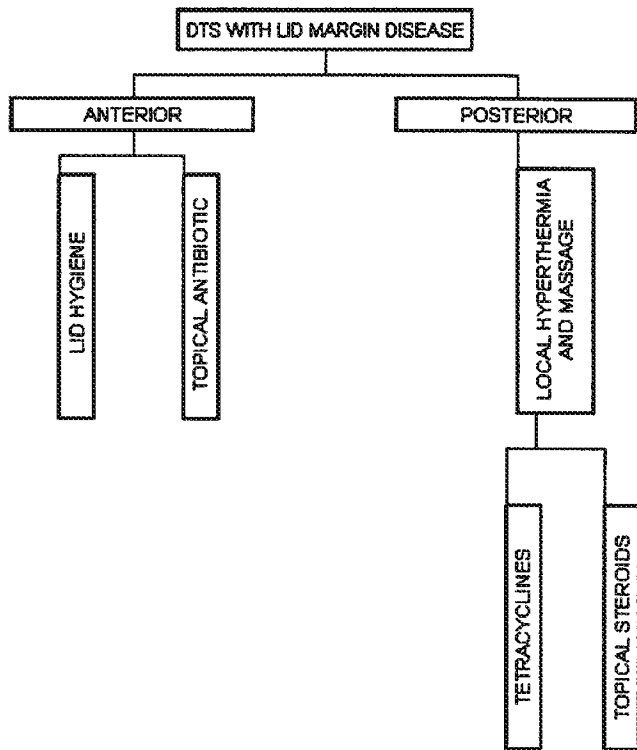 DTS WITH LID MARGIN DISEASE
ANTERIOR
POSTERIOR
LID HYGIENE
TOPICAL ANTIBIOTIC
LOCAL HYPERTHERMIA
AND MASSAGE
TETRACYCLINES
TOPICAL STEROIDS